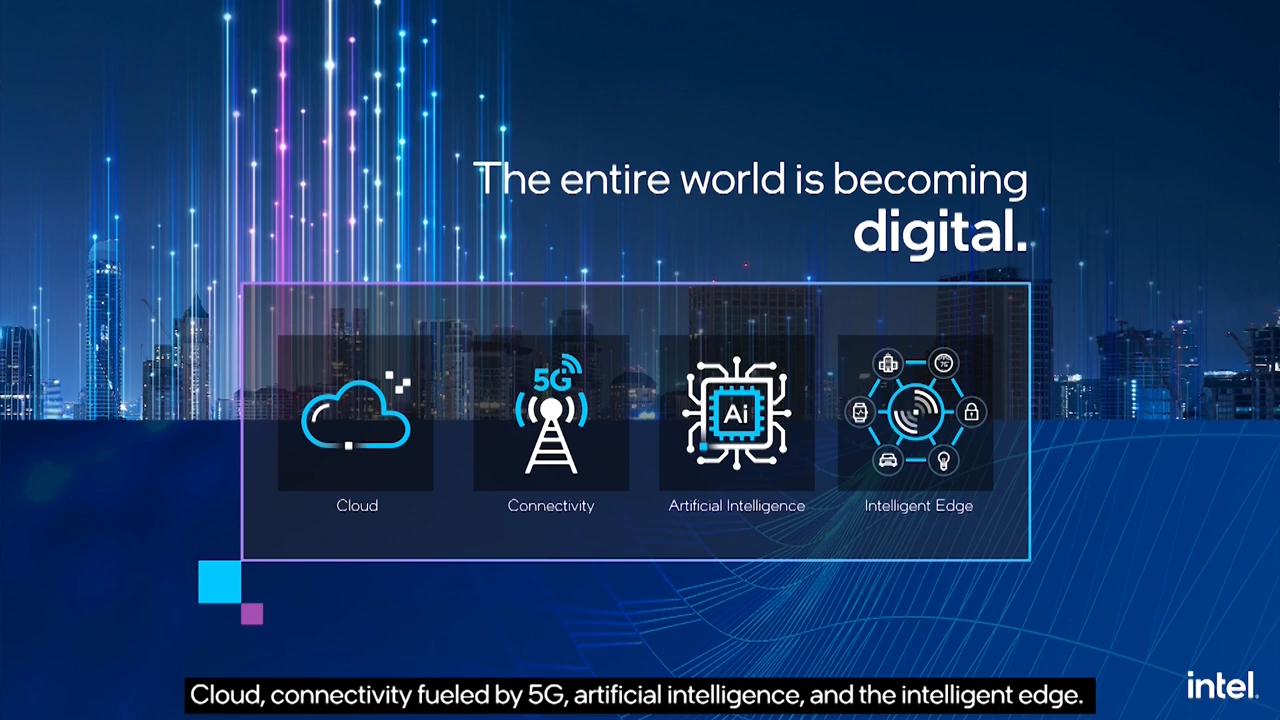 The entire world is becoming
digital.
5G
Ai
75°
Cloud
Connectivity
Artificial Intelligence
Intelligent Edge
Cloud, connectivity fueled by 5G, artificial intelligence, and the intelligent edge.
intel.